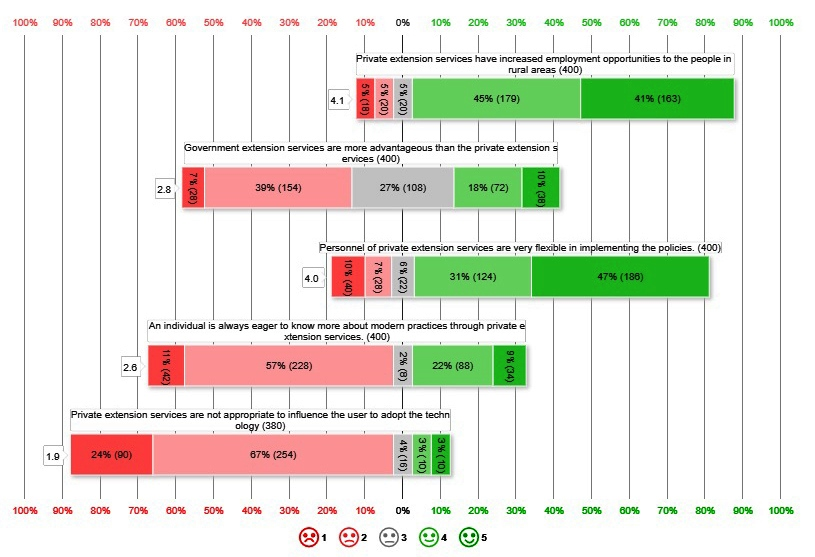 100% 90% 80% 70% 60% 50% 40% 30% 20% 10% 0% 10% 20% 30% 40% 50% 60% 70% 80% 90% 100%
Private extension services have increased employment opportunities to the people in
rural areas (400)
4.1 5% (18) 5% (20) 5% (20) 45% (179) 41% (163)
Government extension services are more advantageous than the private extension s
ervices (400)
2.8 7% (28) 39% (154) 27% (108) 18% (72) 10% (38)
Personnel of private extension services are very flexible in implementing the policies. (400)
4.0 10% (40) 7% (28) 6% (22) 31% (124) 47% (186)
An individual is always eager to know more about modern practices through private e
xtension services. (400)
2.6 11% (42) 57% (228) 2% (8) 22% (88) 9% (34)
Private extension services are not appropriate to influence the user to adopt the techn
ology (380)
1.9 24% (90) 67% (254) 4% (16) 3% (10) 3% (10)
100% 90% 80% 70% 60% 50% 40% 30% 20% 10% 0% 10% 20% 30% 40% 50% 60% 70% 80% 90% 100%
1 2 3 4 5